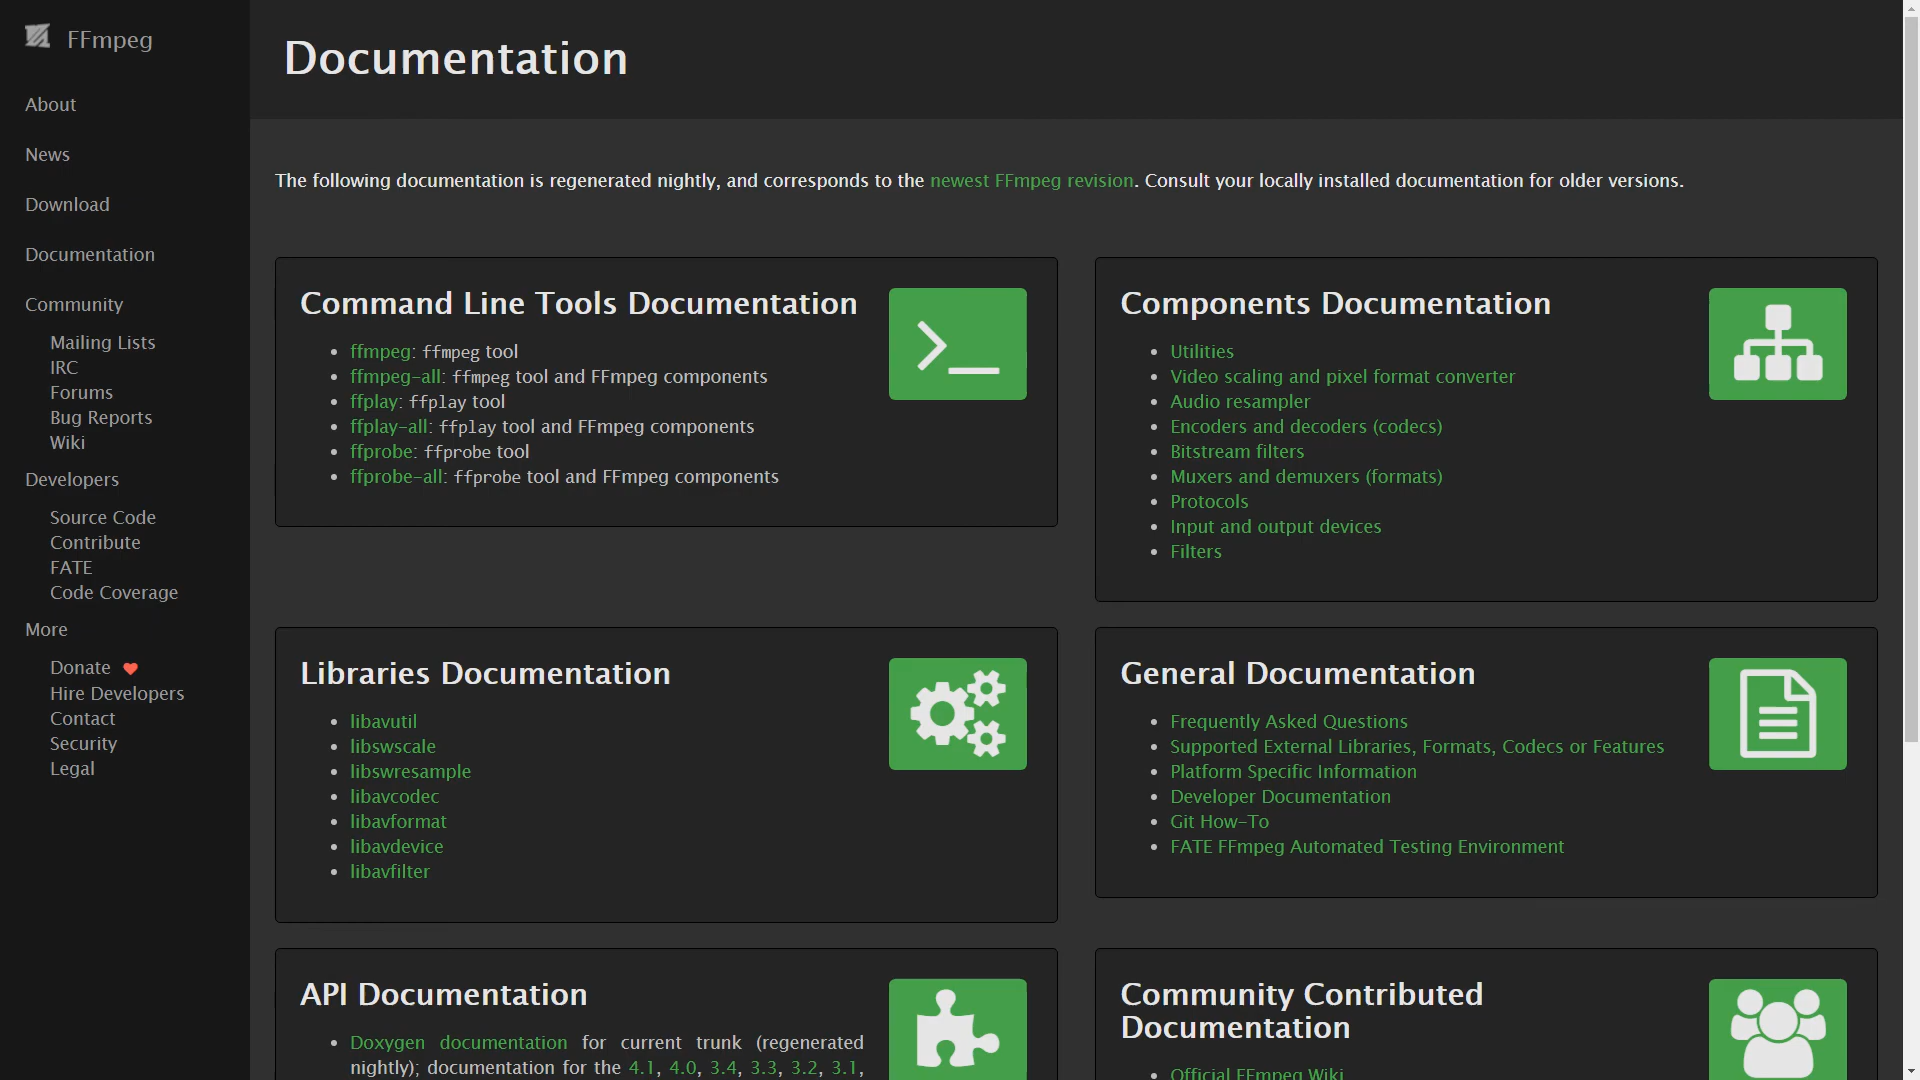 FFmpeg
About
News
Download
Documentation
Community
Mailing Lists
IRC
Forums
Bug Reports
Wiki
Developers
Source Code
Contribute
FATE
Code Coverage
More
Donate
Hire Developers
Contact
Security
Legal
Documentation
The following documentation is regenerated nightly, and corresponds to the newest FFmpeg revision. Consult your locally installed documentation for older versions.
Command Line Tools Documentation
ffmpeg: ffmpeg tool
ffmpeg-all: ffmpeg tool and FFmpeg components
ffplay: ffplay tool
ffplay-all: ffplay tool and FFmpeg components
ffprobe: ffprobe tool
ffprobe-all: ffprobe tool and FFmpeg components
Components Documentation
Utilities
Video scaling and pixel format converter
Audio resampler
Encoders and decoders (codecs)
Bitstream filters
Muxers and demuxers (formats)
Protocols
Input and output devices
Filters
Libraries Documentation
libavutil
libswscale
libswresample
libavcodec
libavformat
libavdevice
libavfilter
General Documentation
Frequently Asked Questions
Supported External Libraries, Formats, Codecs or Features
Platform Specific Information
Developer Documentation
Git How-To
FATE FFmpeg Automated Testing Environment
API Documentation
Doxygen documentation for current trunk (regenerated
nightly); documentation for the 4.1, 4.0, 3.4, 3.3, 3.2, 3.1,
Community Contributed
Documentation
Official FFmpeg Wiki